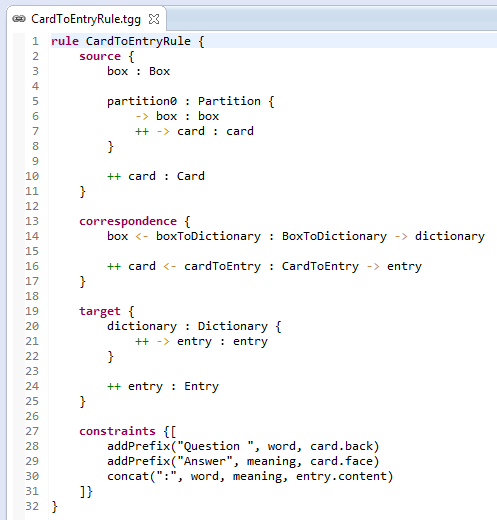 CardToEntryRule.tgg
1 rule CardToEntryRule {
2     source {
3         box : Box
4
5         partition0 : Partition {
6             -> box : box
7             ++ -> card : card
8         }
9
10         ++ card : Card
11     }
12
13     correspondence {
14         box <- boxToDictionary : BoxToDictionary -> dictionary
15
16         ++ card <- cardToEntry : CardToEntry -> entry
17     }
18
19     target {
20         dictionary : Dictionary {
21             ++ -> entry : entry
22         }
23
24         ++ entry : Entry
25     }
26
27     constraints {[
28         addPrefix("Question ", word, card.back)
29         addPrefix("Answer", meaning, card.face)
30         concat(":", word, meaning, entry.content)
31     ]}
32 }